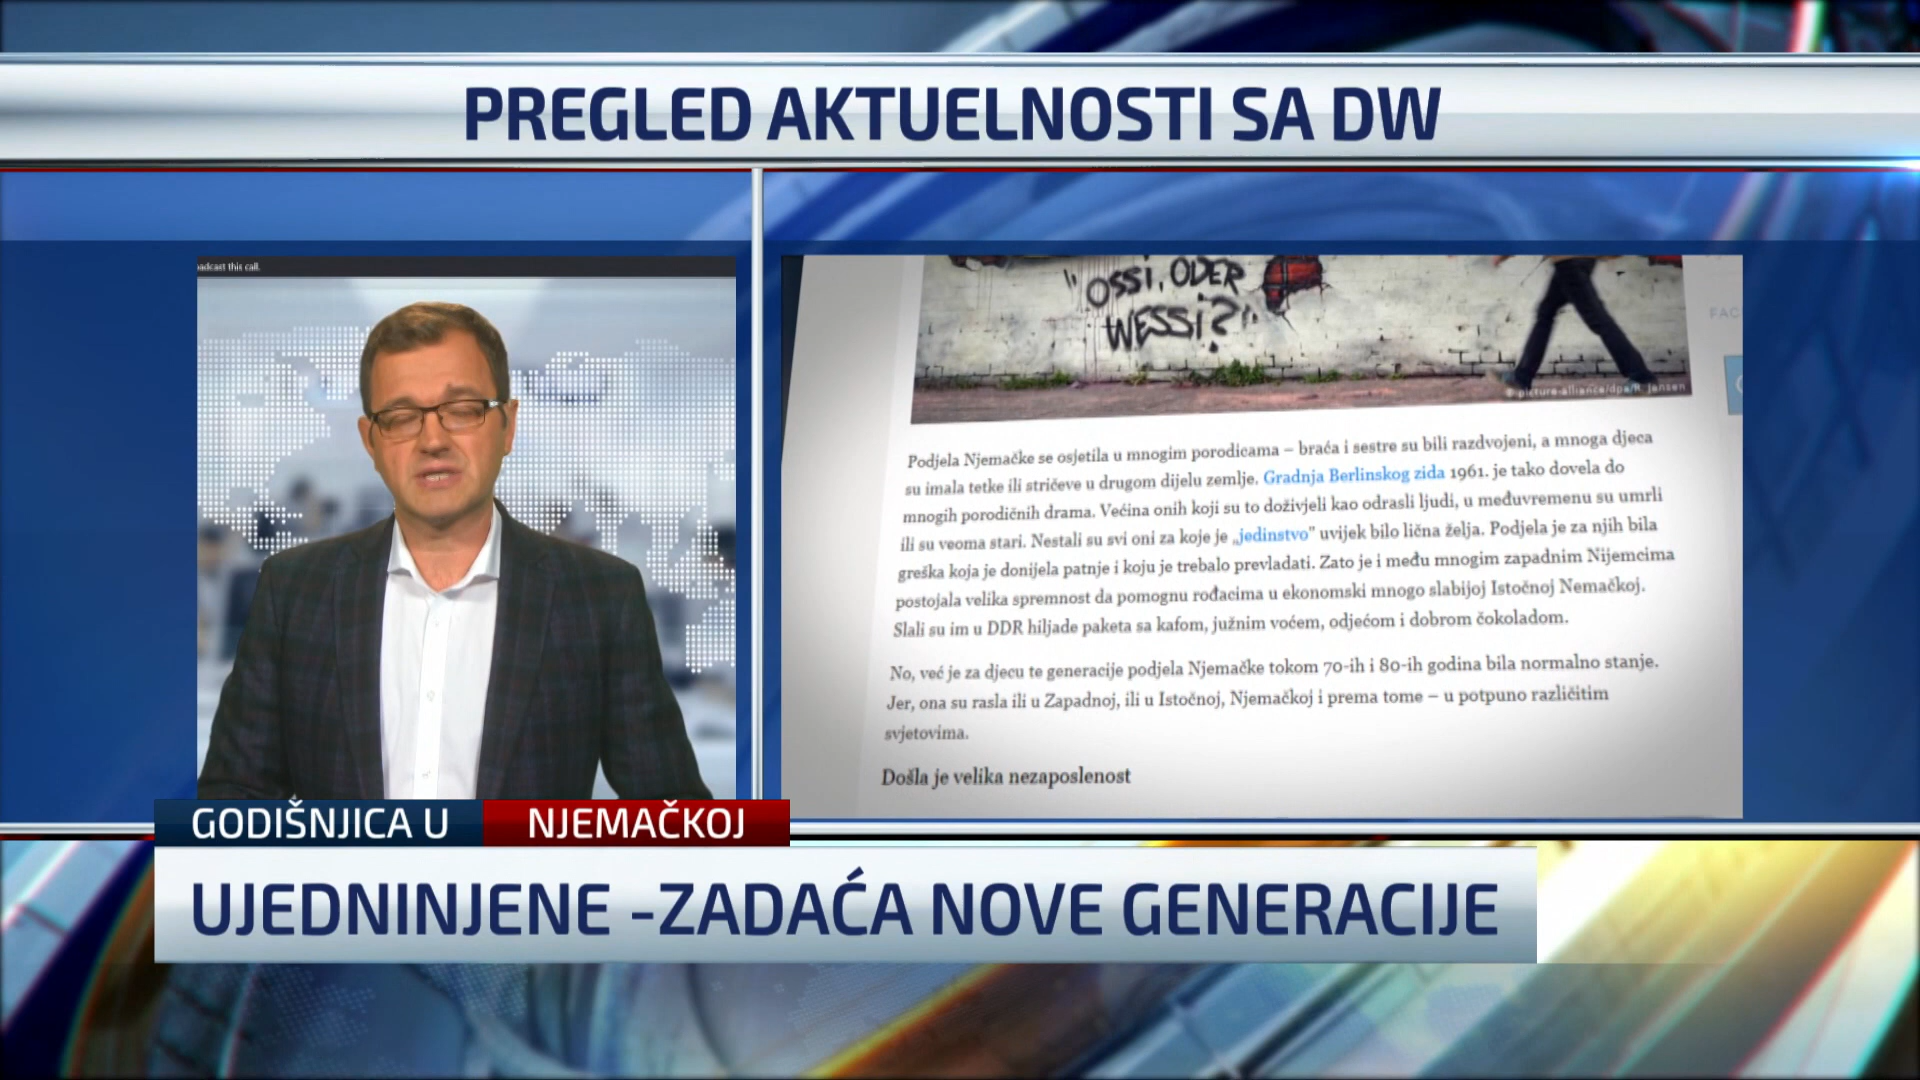 PREGLED AKTUELNOSTI SA DW
adcast this call.
"OSSI, ODER
WESSI?"
FAC
© picture-alliance/dpa/R. Jansen
Podjela Njemačke se osjetila u mnogim porodicama – braća i sestre su bili razdvojeni, a mnoga djeca
su imala tetke ili stričeve u drugom dijelu zemlje. Gradnja Berlinskog zida 1961. je tako dovela do
mnogih porodičnih drama. Većina onih koji su to doživjeli kao odrasli ljudi, u međuvremenu su umrli
ili su veoma stari. Nestali su svi oni za koje je „jedinstvo" uvijek bilo lična želja. Podjela je za njih bila
greška koja je donijela patnje i koju je trebalo prevladati. Zato je i među mnogim zapadnim Nijemcima
postojala velika spremnost da pomognu rođacima u ekonomski mnogo slabijoj Istočnoj Nemačkoj.
Slali su im u DDR hiljade paketa sa kafom, južnim voćem, odjećom i dobrom čokoladom.
No, već je za djecu te generacije podjela Njemačke tokom 70-ih i 80-ih godina bila normalno stanje.
Jer, ona su rasla ili u Zapadnoj, ili u Istočnoj, Njemačkoj i prema tome – u potpuno različitim
svjetovima.
Došla je velika nezaposlenost
GODIŠNJICA U NJEMAČKOJ
UJEDNINJENE -ZADAĆA NOVE GENERACIJE